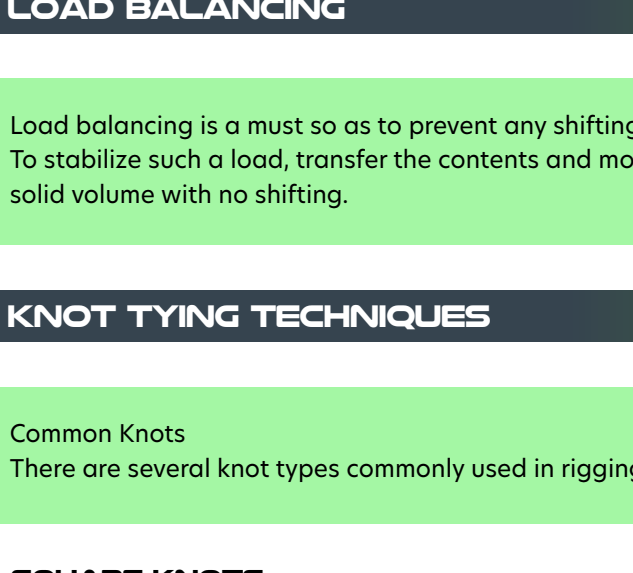 LOAD BALANCING
Load balancing is a must so as to prevent any shifting
To stabilize such a load, transfer the contents and mo
solid volume with no shifting.
KNOT TYING TECHNIQUES
Common Knots
There are several knot types commonly used in rigging
SQUARE KNOTS